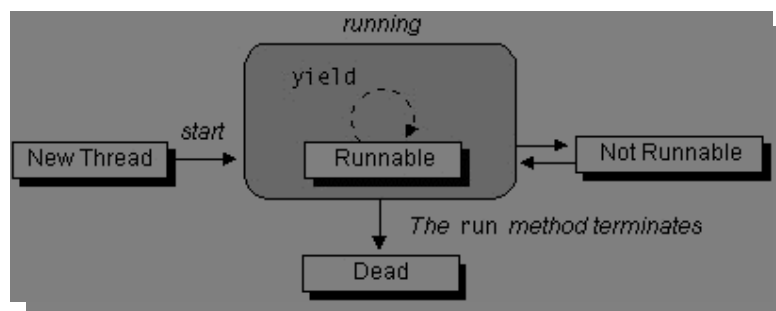 running
yield
start
New Thread
Runnable
Not Runnable
The run method terminates
Dead